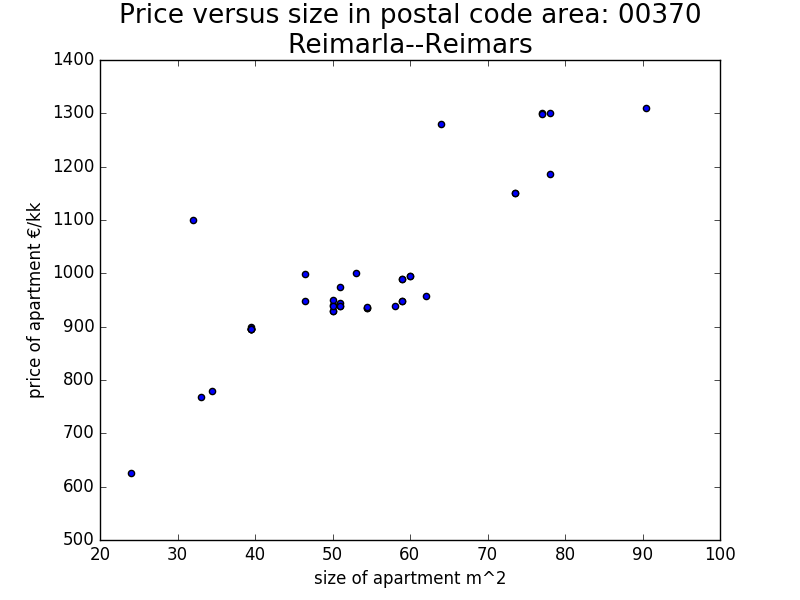 Price versus size in postal code area: 00370
Reimarla--Reimars
1400
1300
1200
1100
1000
900
800
700
600
500
price of apartment €/kk
20 30 40 50 60 70 80 90 100
size of apartment m^2